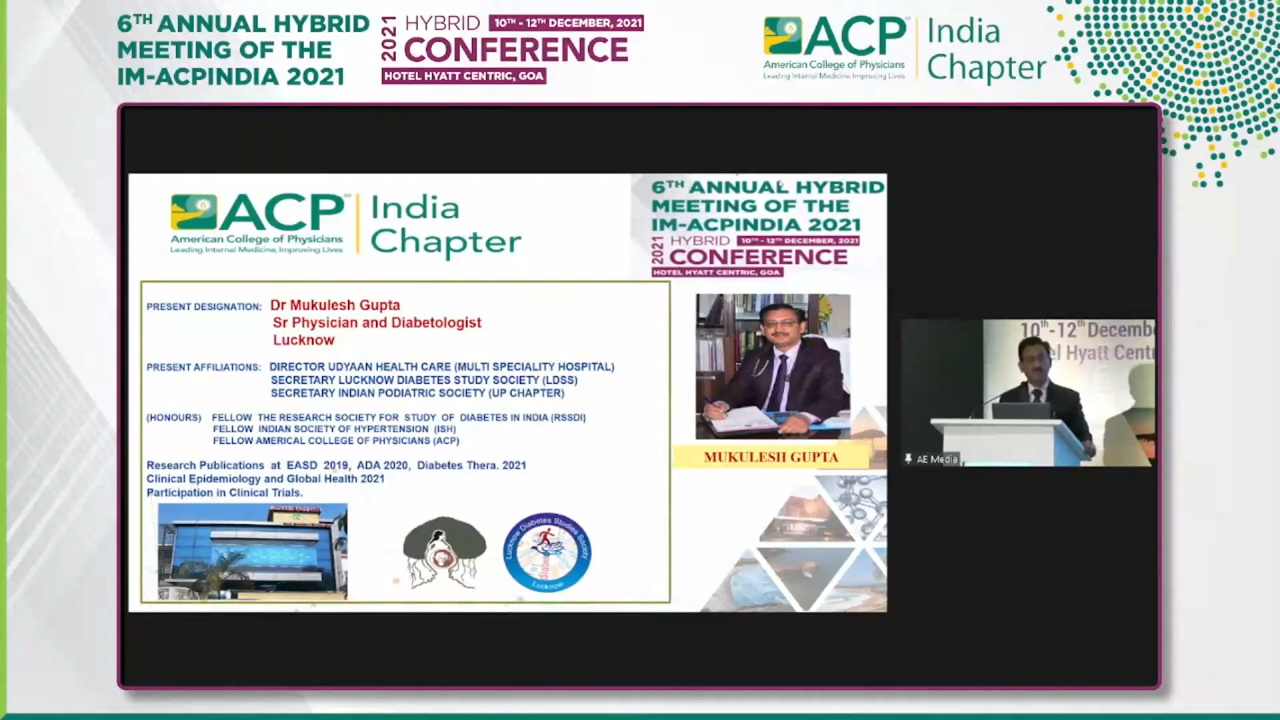 6TH ANNUAL HYBRID
MEETING OF THE
IM-ACPINDIA 2021
2021
HYBRID 10TH - 12TH DECEMBER, 2021
CONFERENCE
HOTEL HYATT CENTRIC, GOA
ACP
American College of Physicians
Leading Internal Medicine, Improving Lives
India
Chapter
ACP
American College of Physicians
Leading Internal Medicine, Improving Lives
India
Chapter
6TH ANNUAL HYBRID
MEETING OF THE
IM-ACPINDIA 2021
2021
HYBRID 10TH - 12TH DECEMBER, 2021
CONFERENCE
HOTEL HYATT CENTRIC, GOA
PRESENT DESIGNATION: Dr Mukulesh Gupta
Sr Physician and Diabetologist
Lucknow
PRESENT AFFILIATIONS: DIRECTOR UDYAAN HEALTH CARE (MULTI SPECIALITY HOSPITAL)
SECRETARY LUCKNOW DIABETES STUDY SOCIETY (LDSS)
SECRETARY INDIAN PODIATRIC SOCIETY (UP CHAPTER)
(HONOURS) FELLOW THE RESEARCH SOCIETY FOR STUDY OF DIABETES IN INDIA (RSSDI)
FELLOW INDIAN SOCIETY OF HYPERTENSION (ISH)
FELLOW AMERICAL COLLEGE OF PHYSICIANS (ACP)
Research Publications at EASD 2019, ADA 2020, Diabetes Thera. 2021
Clinical Epidemiology and Global Health 2021
Participation in Clinical Trials.
MUKULESH GUPTA
Lucknow Diabetes Studies Society
Lucknow
10th-12th Decembe
el Hyatt Cent
AE Media